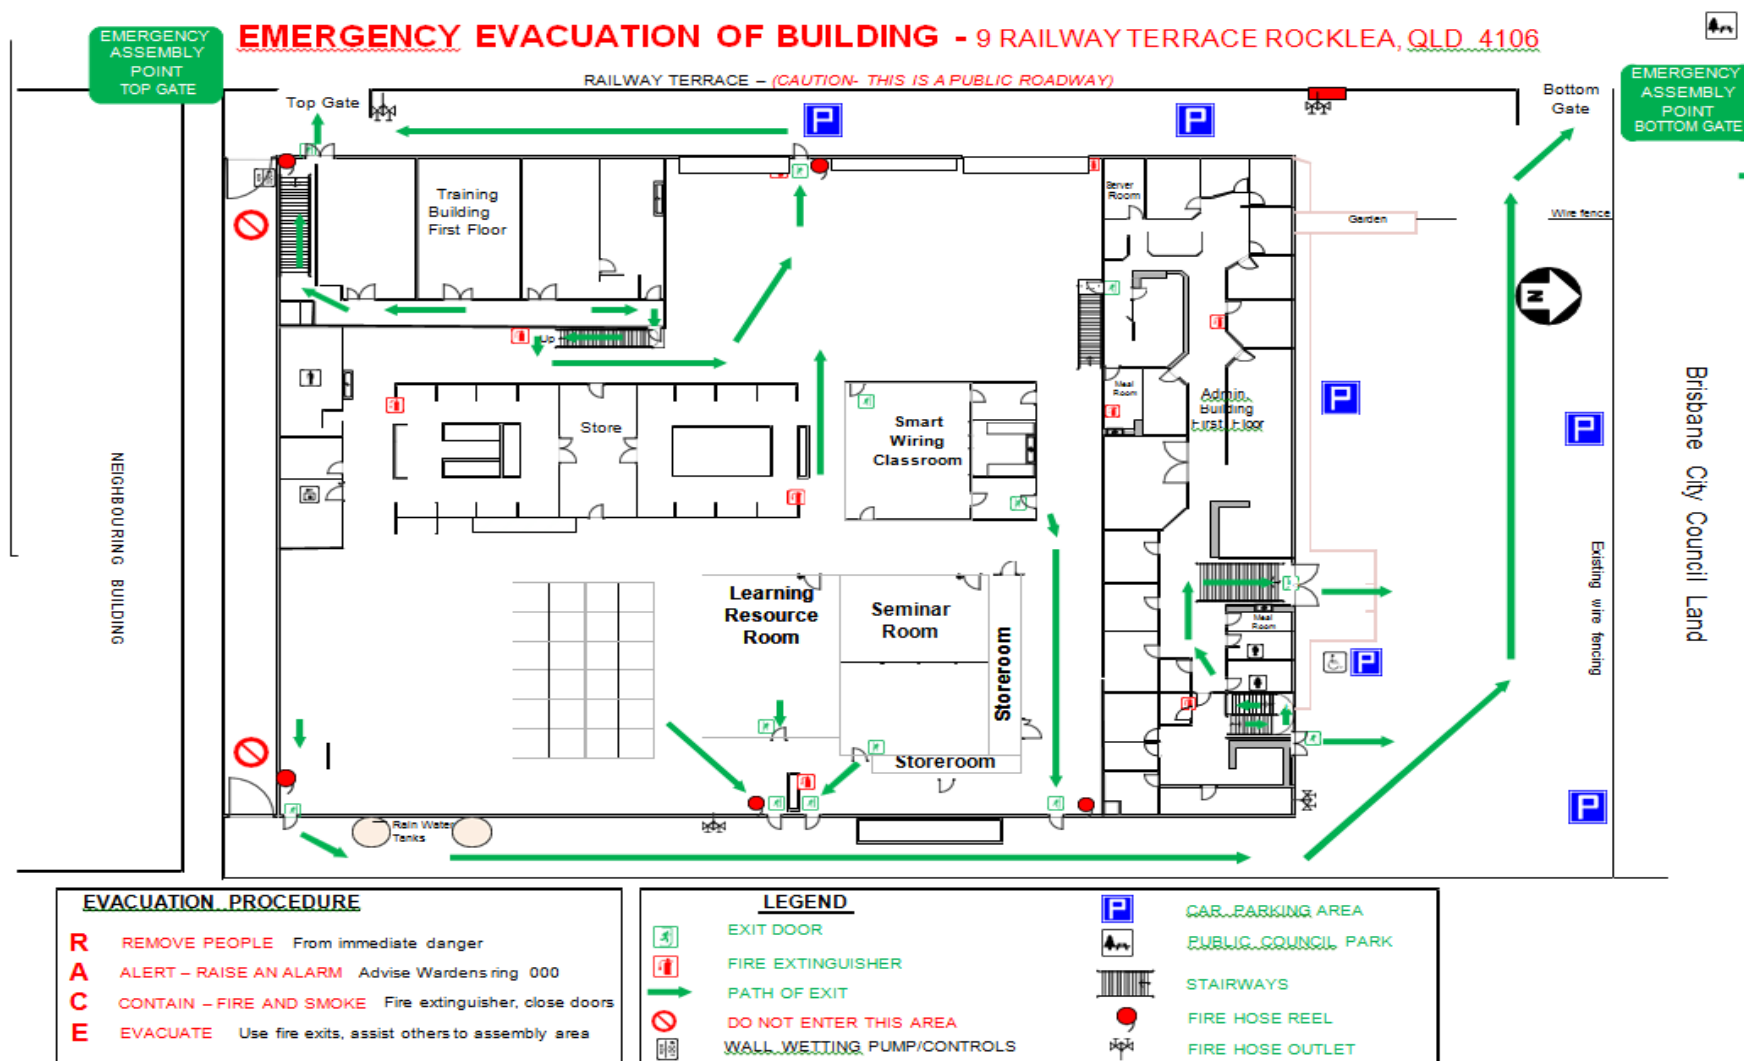 EMERGENCY EVACUATION OF BUILDING - 9 RAILWAY TERRACE ROCKLEA, QLD 4106
EMERGENCY
ASSEMBLY
POINT
TOP GATE
RAILWAY TERRACE – (CAUTION- THIS IS A PUBLIC ROADWAY)
EMERGENCY
ASSEMBLY
POINT
BOTTOM GATE
Top Gate
P
P
Bottom
Gate
Training
Building
First Floor
Server
Room
Garden
Wire fence
N
Up
Meal
Room
Admin.
Building
First Floor
P
P
Store
Smart
Wiring
Classroom
Brisbane City Council Land
NEIGHBOURING BUILDING
Existing wire fencing
Learning
Resource
Room
Seminar
Room
Storeroom
Meal
Room
P
Storeroom
P
Rain Water
Tanks
EVACUATION PROCEDURE
R REMOVE PEOPLE From immediate danger
A ALERT – RAISE AN ALARM Advise Wardens ring 000
C CONTAIN – FIRE AND SMOKE Fire extinguisher, close doors
E EVACUATE Use fire exits, assist others to assembly area
LEGEND
EXIT DOOR
FIRE EXTINGUISHER
PATH OF EXIT
DO NOT ENTER THIS AREA
WALL WETTING PUMP/CONTROLS
P CAR PARKING AREA
PUBLIC COUNCIL PARK
STAIRWAYS
FIRE HOSE REEL
FIRE HOSE OUTLET